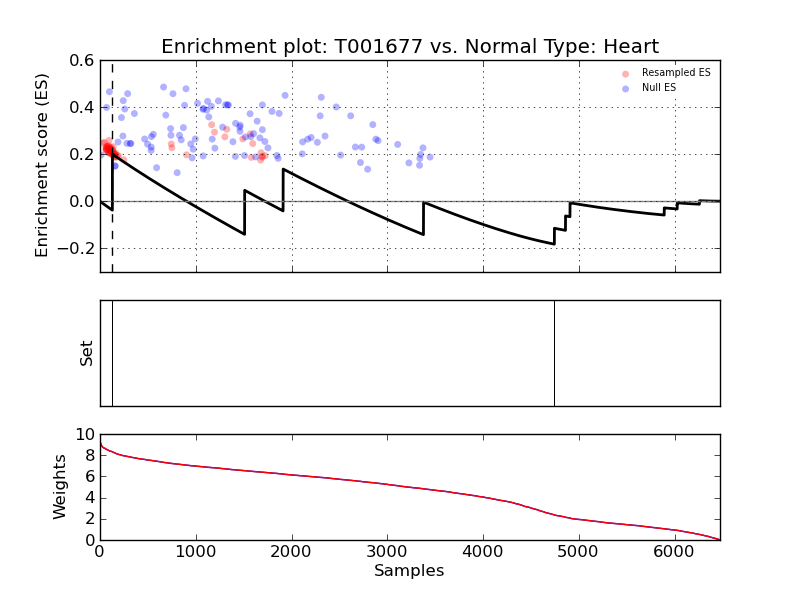 Enrichment plot: T001677 vs. Normal Type: Heart
Enrichment score (ES)
0.6
0.4
0.2
0.0
−0.2
Resampled ES
Null ES
Set
Weights
10
8
6
4
2
0
0 1000 2000 3000 4000 5000 6000
Samples